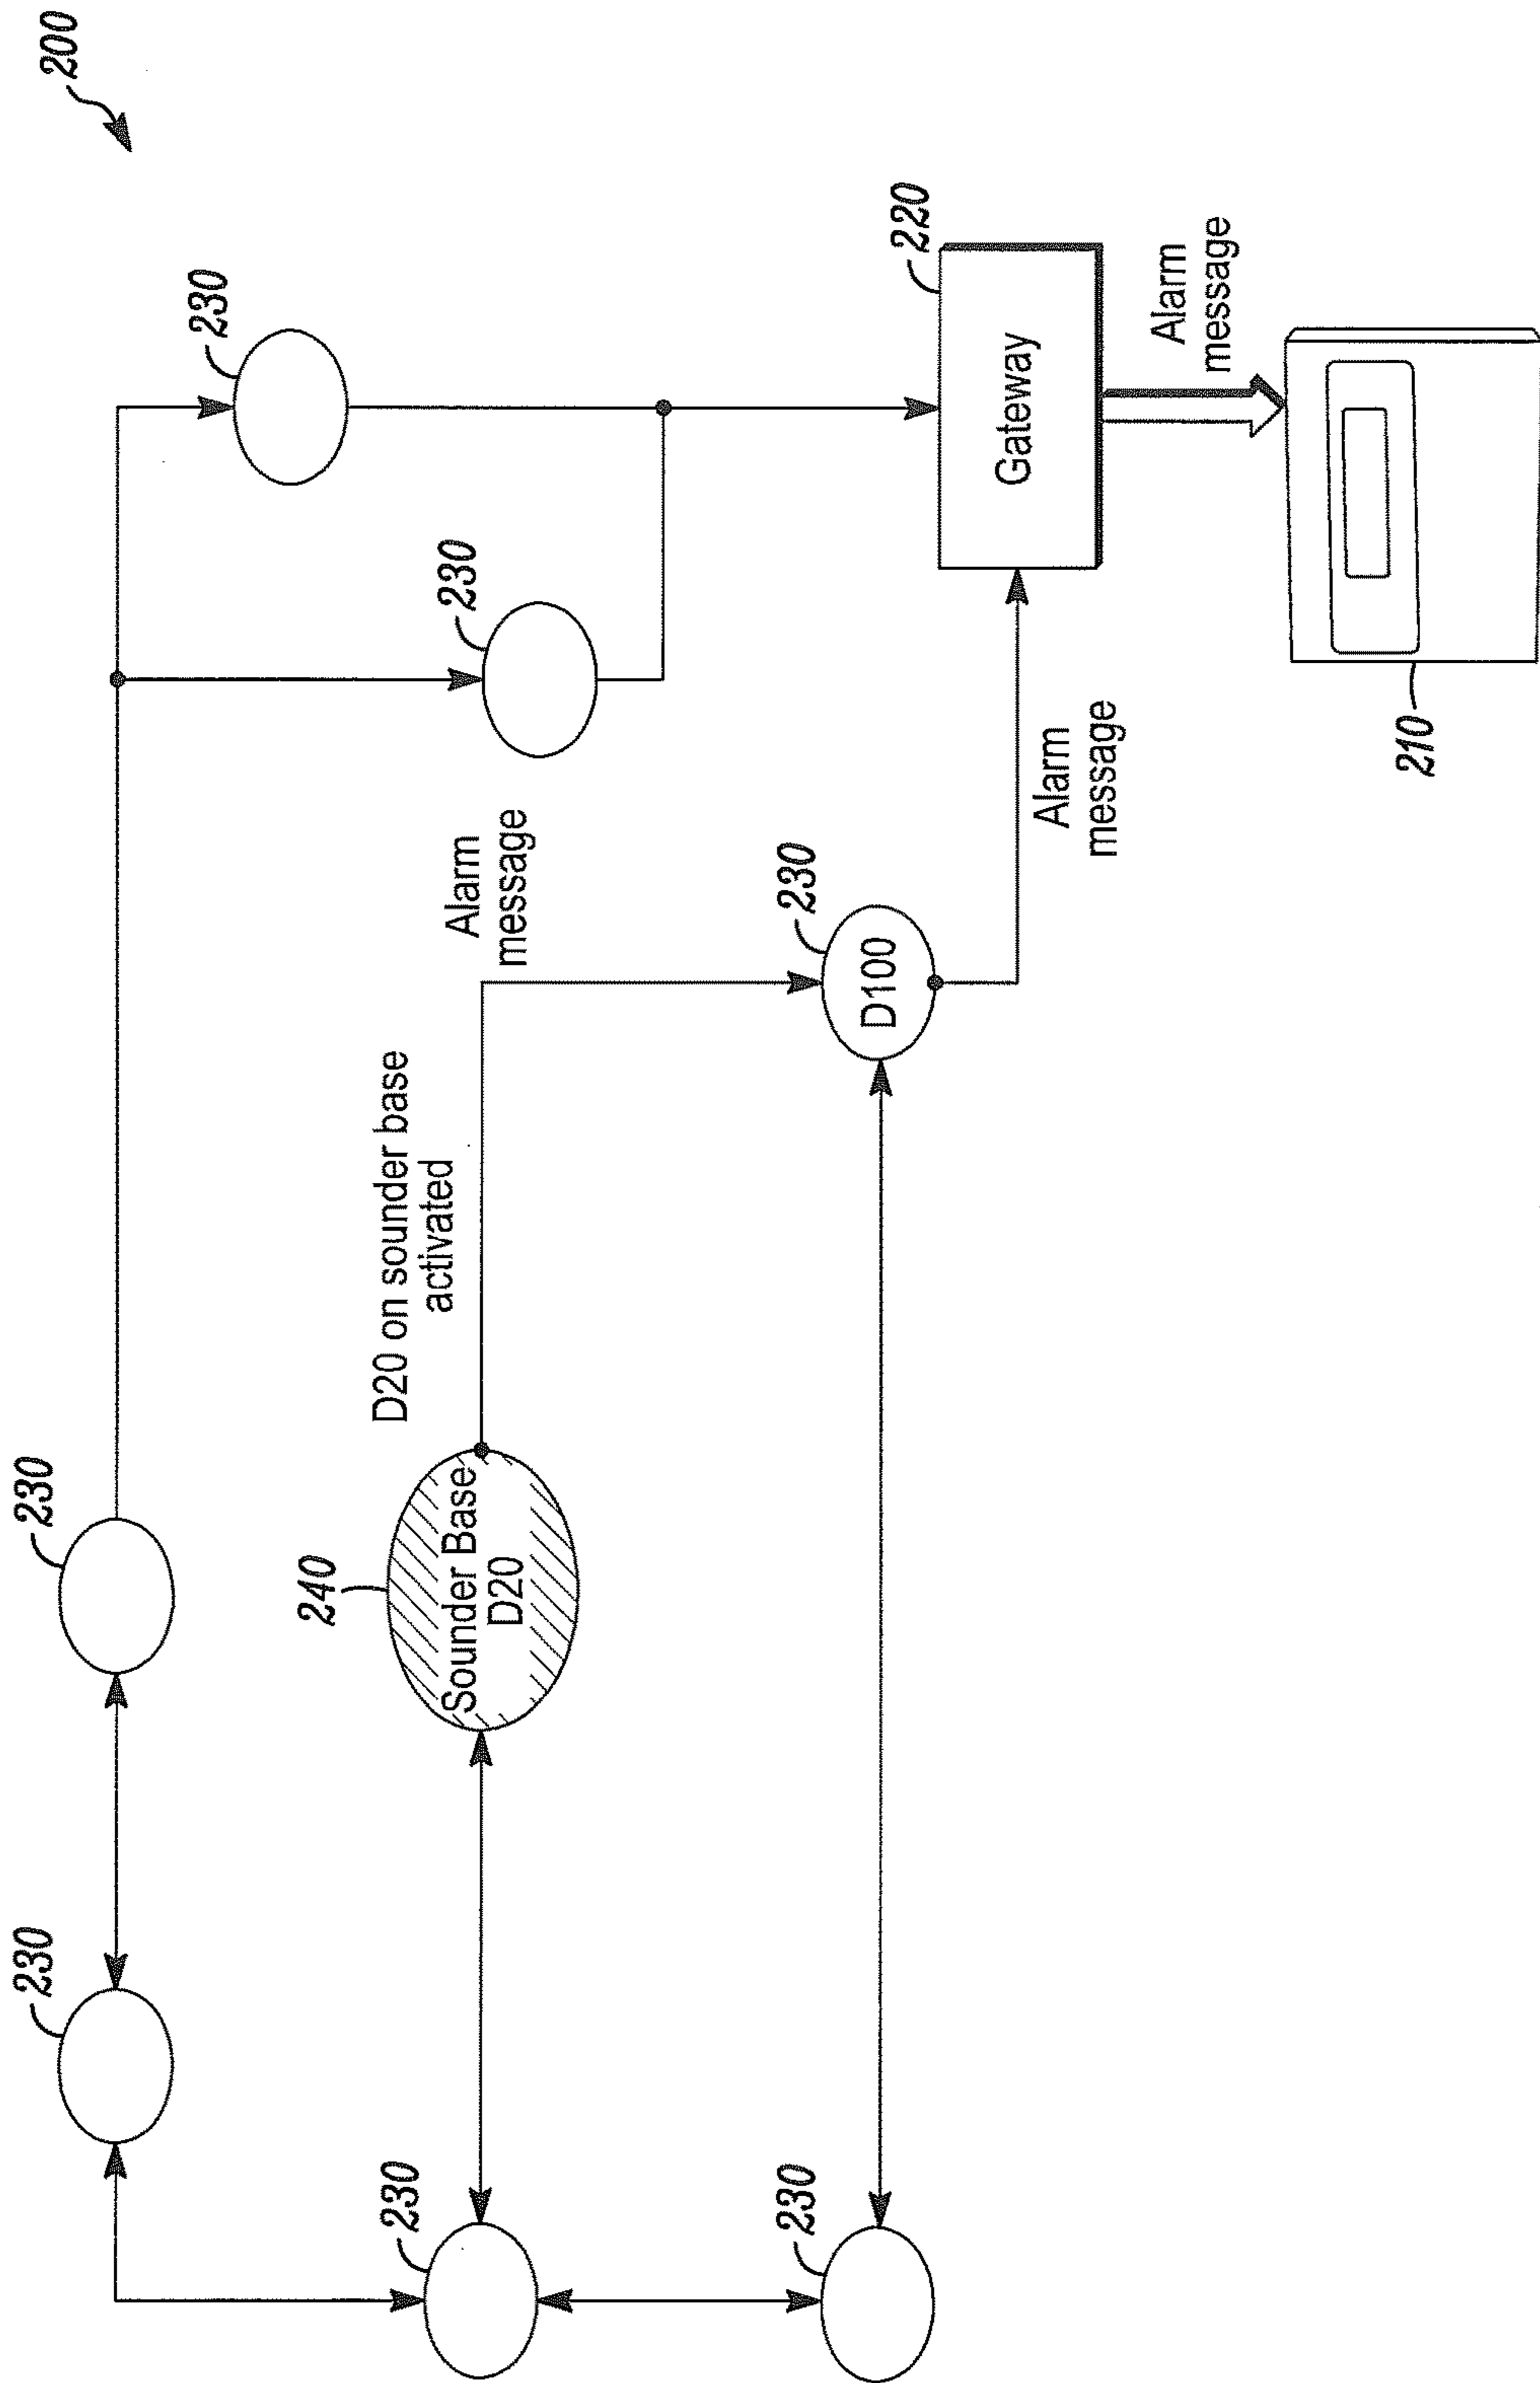 200
230
230
230
230
240
Sounder Base
D20
D20 on sounder base
activated
Alarm
message
230
220
Gateway
230
230
D100
230
Alarm
message
Alarm
message
210